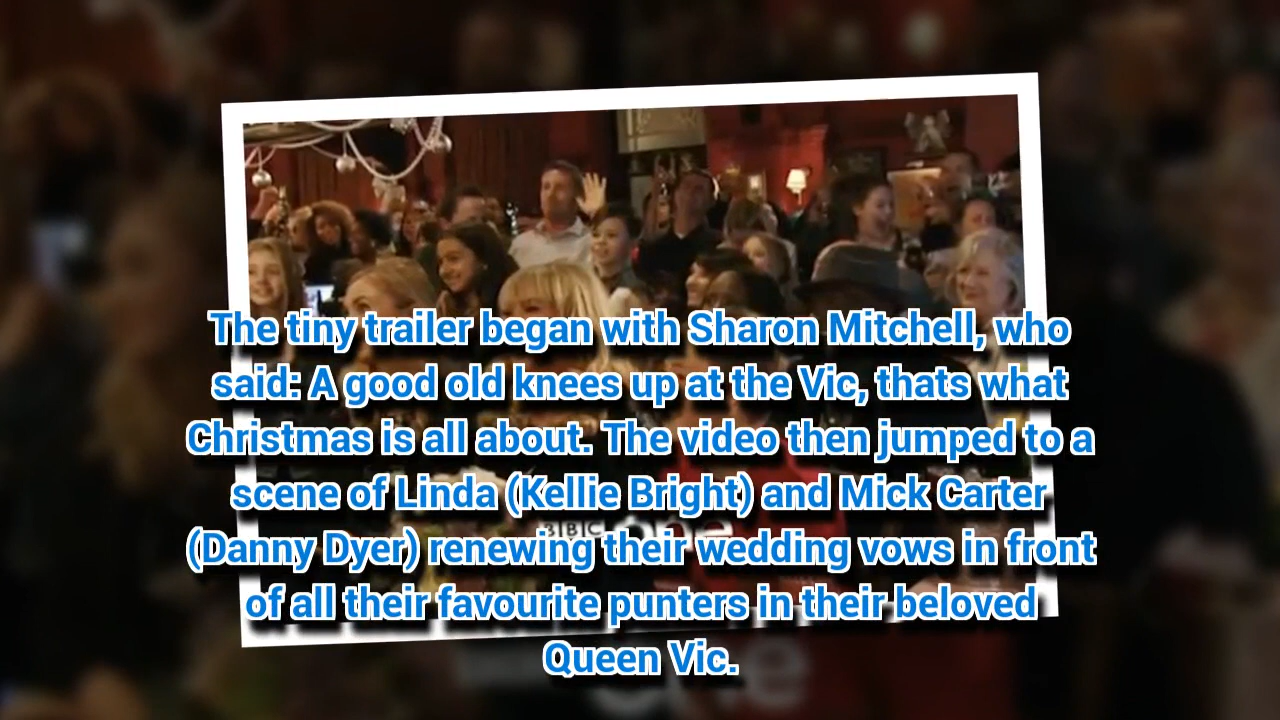 The tiny trailer began with Sharon Mitchell, who
said: A good old knees up at the Vic, thats what
Christmas is all about. The video then jumped to a
scene of Linda (Kellie Bright) and Mick Carter
(Danny Dyer) renewing their wedding vows in front
of all their favourite punters in their beloved
Queen Vic.
BBC one